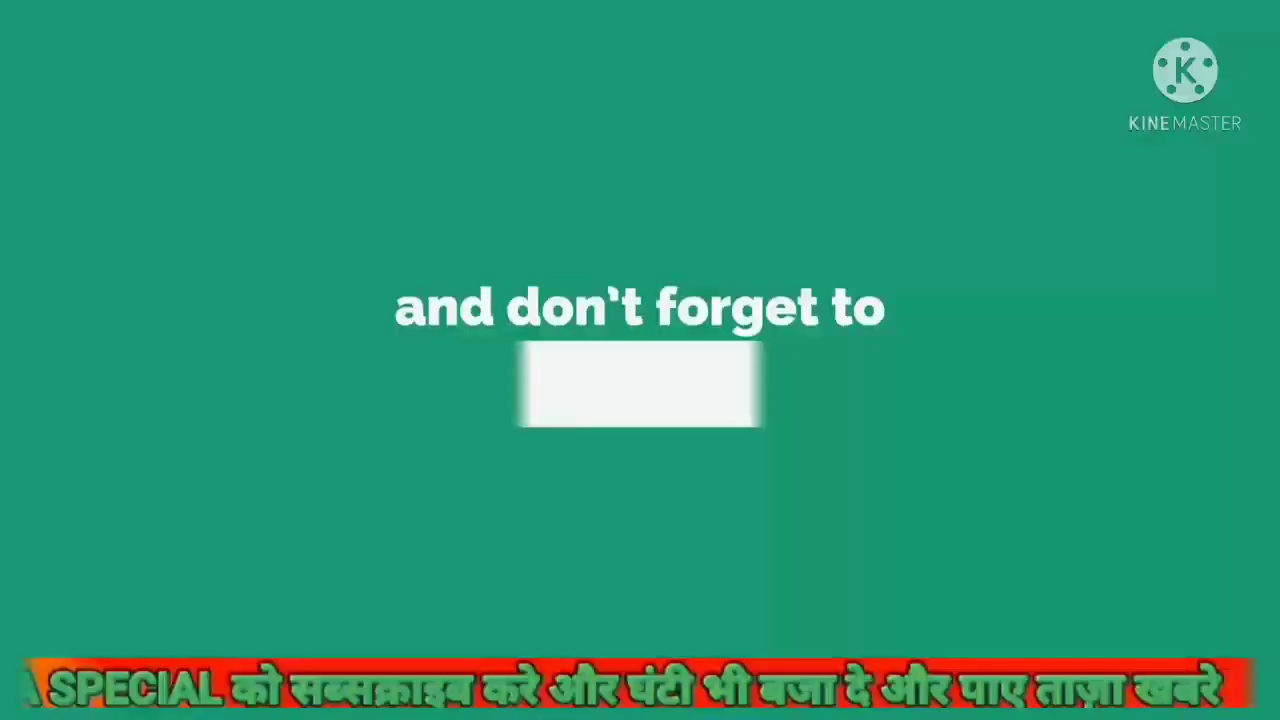 KINEMASTER
and don't forget to
SPECIAL को सब्सक्राइब करे और घंटी भी बजा दे और पाए ताज़ा खबरे